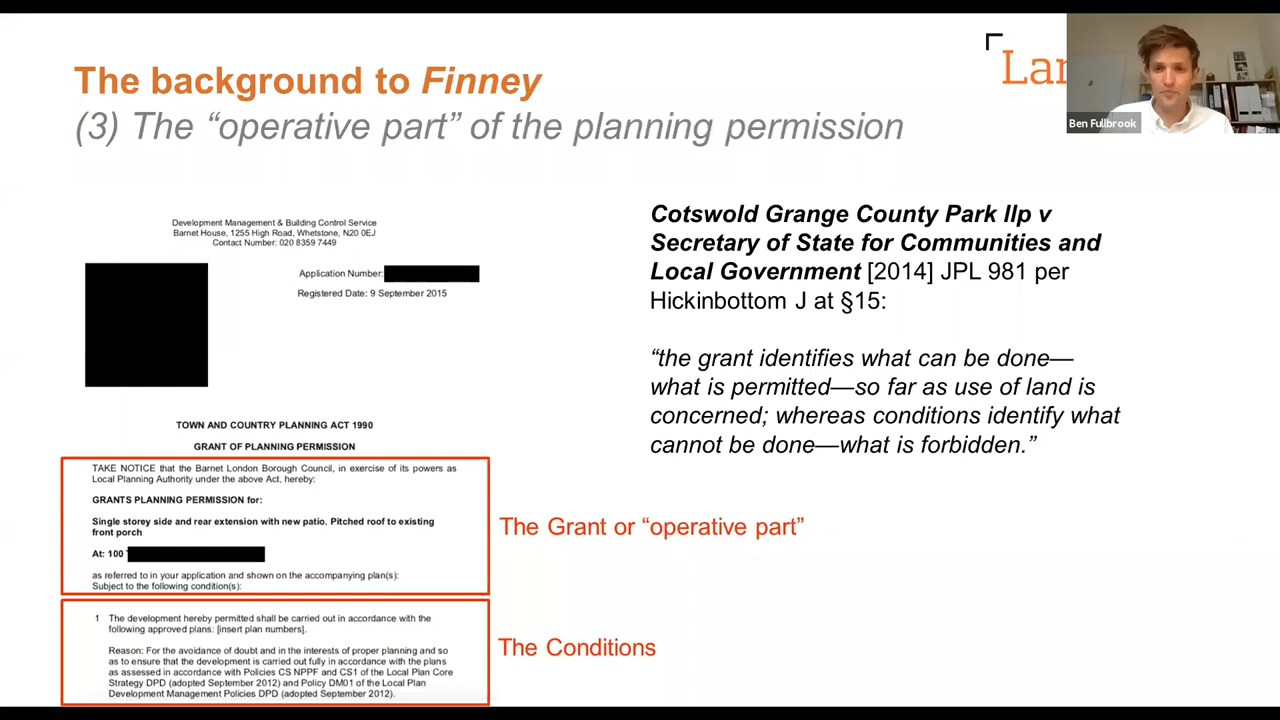 The background to Finney
(3) The “operative part” of the planning permission
Lan
Ben Fullbrook
Development Management & Building Control Service
Barnet House, 1255 High Road, Whetstone, N20 0EJ
Contact Number: 020 8359 7449
Application Number:
Registered Date: 9 September 2015
TOWN AND COUNTRY PLANNING ACT 1990
GRANT OF PLANNING PERMISSION
TAKE NOTICE that the Barnet London Borough Council, in exercise of its powers as
Local Planning Authority under the above Act, hereby:
GRANTS PLANNING PERMISSION for:
Single storey side and rear extension with new patio. Pitched roof to existing
front porch
At: 100
as referred to in your application and shown on the accompanying plan(s):
Subject to the following condition(s):
The Grant or “operative part”
1 The development hereby permitted shall be carried out in accordance with the
following approved plans: [insert plan numbers].
Reason: For the avoidance of doubt and in the interests of proper planning and so
as to ensure that the development is carried out fully in accordance with the plans
as assessed in accordance with Policies CS NPPF and CS1 of the Local Plan Core
Strategy DPD (adopted September 2012) and Policy DM01 of the Local Plan
Development Management Policies DPD (adopted September 2012).
The Conditions
Cotswold Grange County Park llp v
Secretary of State for Communities and
Local Government [2014] JPL 981 per
Hickinbottom J at §15:
“the grant identifies what can be done—
what is permitted—so far as use of land is
concerned; whereas conditions identify what
cannot be done—what is forbidden.”